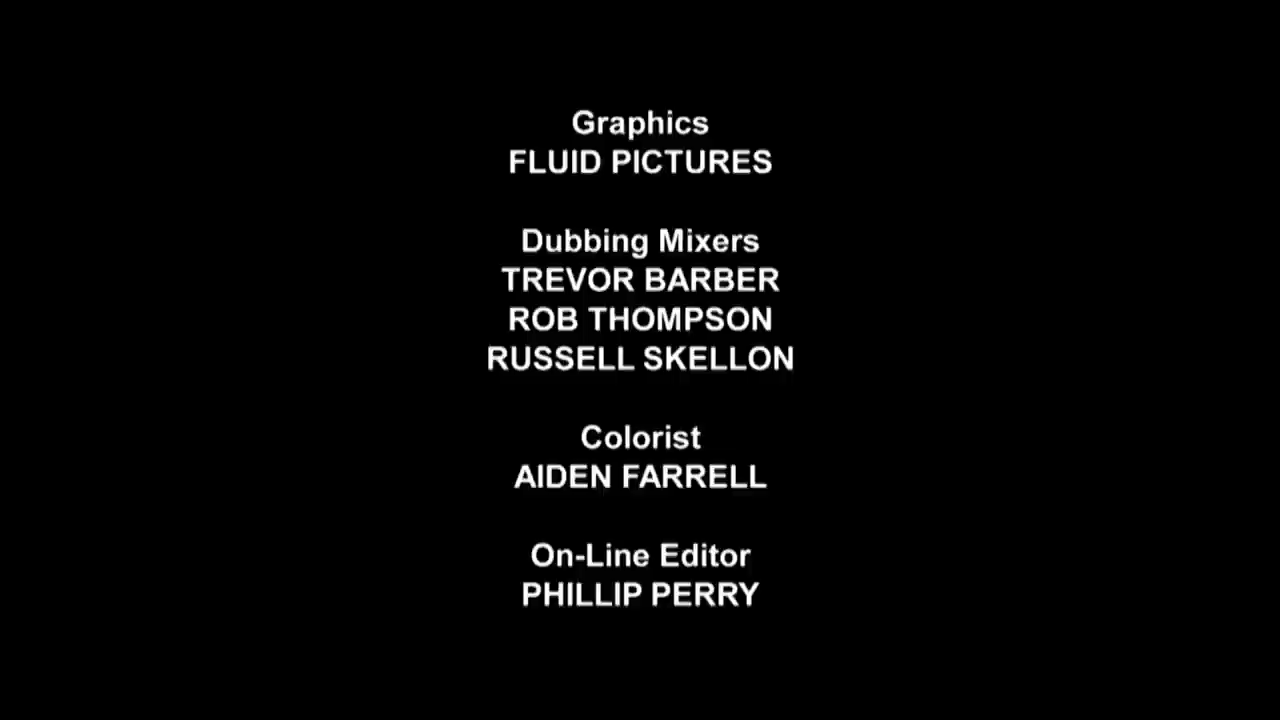 Graphics
FLUID PICTURES
Dubbing Mixers
TREVOR BARBER
ROB THOMPSON
RUSSELL SKELLON
Colorist
AIDEN FARRELL
On-Line Editor
PHILLIP PERRY